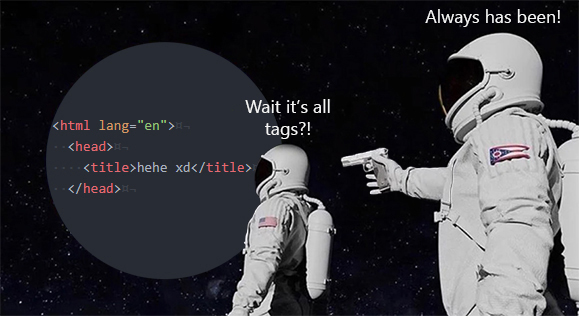 Always has been!
Wait it's all
tags?!
<html lang="en">
<head>
<title>hehe xd</title>
</head>